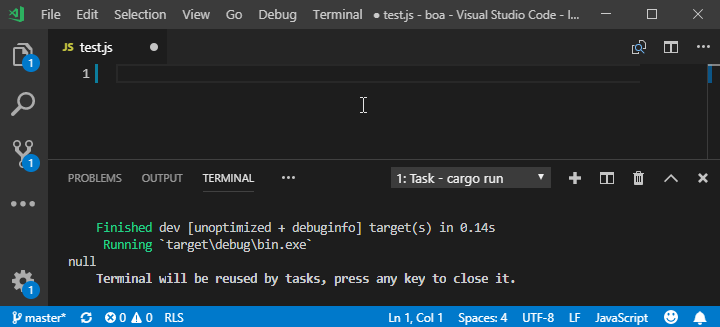 Edit Selection View Go Debug Terminal ● test.js - boa - Visual Studio Code - I...
JS test.js ●
1
1
1
PROBLEMS OUTPUT TERMINAL ... 1: Task - cargo run
Finished dev [unoptimized + debuginfo] target(s) in 0.14s
Running `target\debug\bin.exe`
null
Terminal will be reused by tasks, press any key to close it.
1
master* 0 0 RLS Ln 1, Col 1 Spaces: 4 UTF-8 LF JavaScript